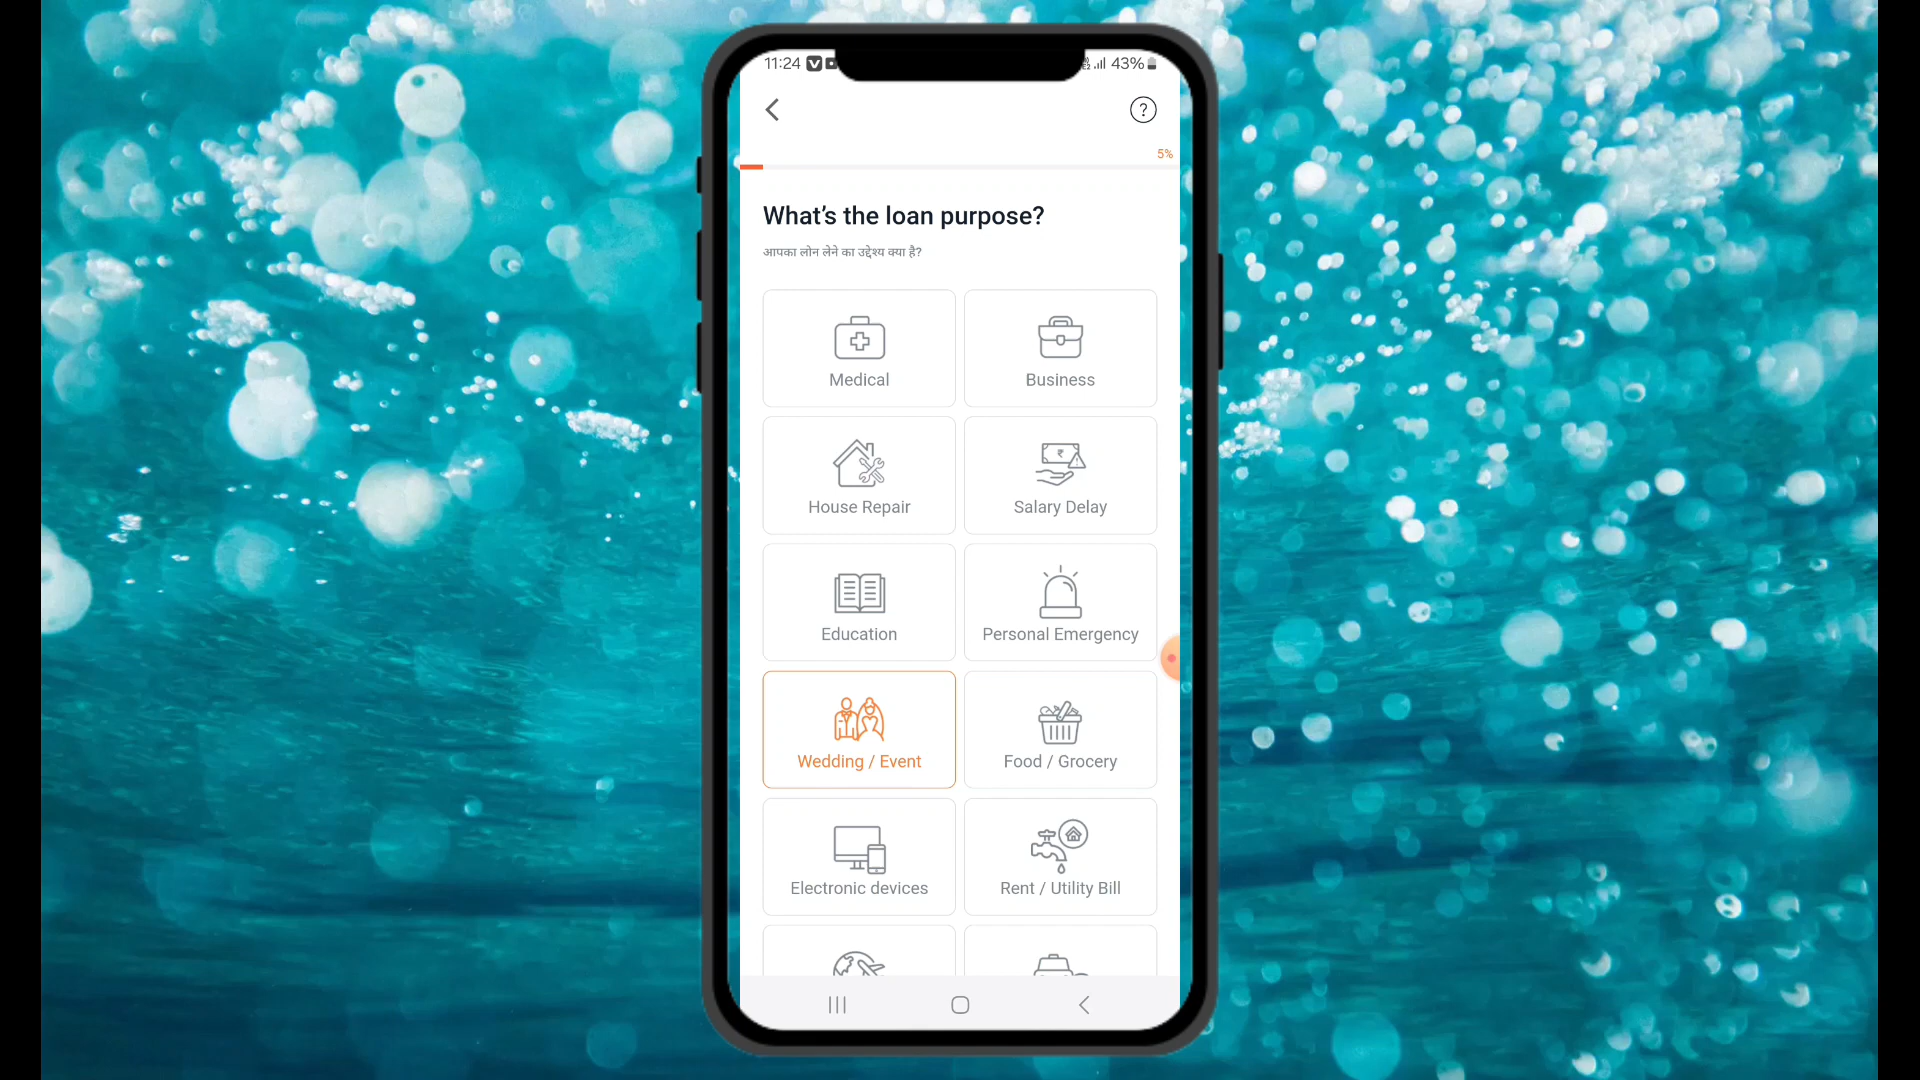 11:24
43%
?
5%
What's the loan purpose?
आपका लोन लेने का उद्देश्य क्या है?
Medical
Business
House Repair
Salary Delay
Education
Personal Emergency
Wedding / Event
Food / Grocery
Electronic devices
Rent / Utility Bill